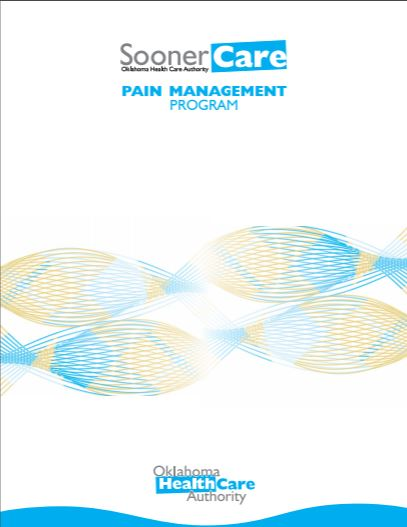 SoonerCare
Oklahoma Health Care Authority
PAIN MANAGEMENT
PROGRAM
Oklahoma
HealthCare
Authority